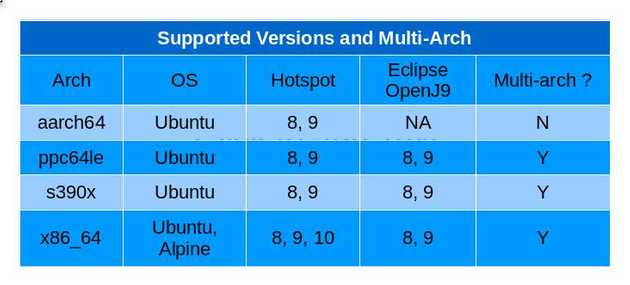 Supported Versions and Multi-Arch
Arch OS Hotspot Eclipse OpenJ9 Multi-arch ?
aarch64 Ubuntu 8, 9 NA N
ppc64le Ubuntu 8, 9 8, 9 Y
s390x Ubuntu 8, 9 8, 9 Y
x86_64 Ubuntu, Alpine 8, 9, 10 8, 9 Y